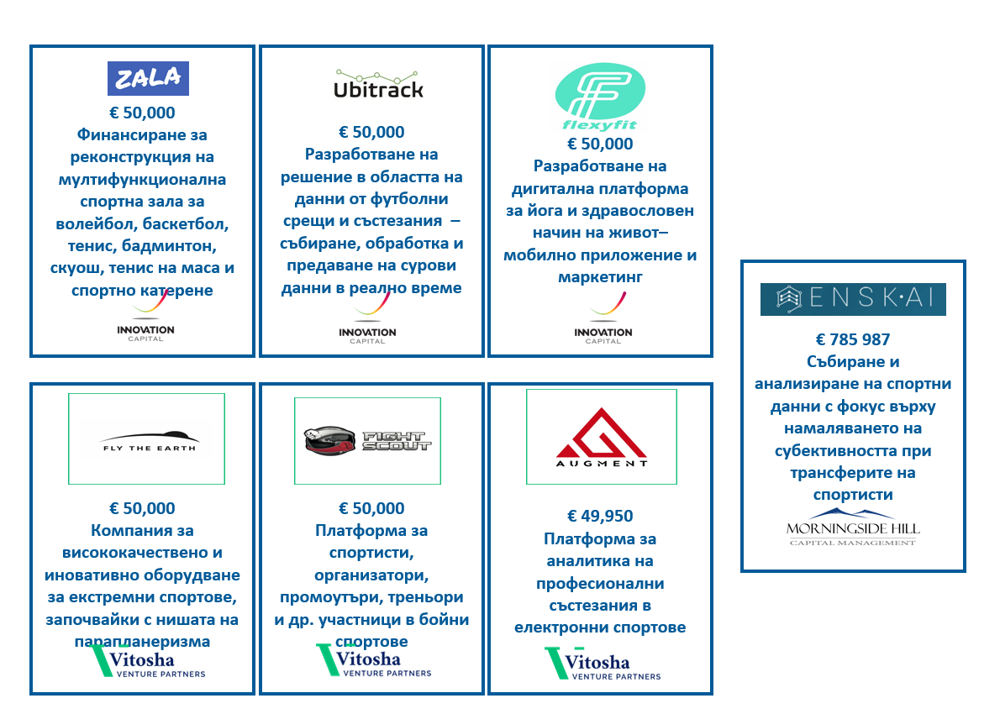 ZALA
€ 50,000
Финансиране за
реконструкция на
мултифункционална
спортна зала за
волейбол, баскетбол,
тенис, бадминтон,
скуош, тенис на маса и
спортно катерене
INNOVATION
CAPITAL
Ubitrack
€ 50,000
Разработване на
решение в областта на
данни от футболни
срещи и състезания –
събиране, обработка и
предаване на сурови
данни в реално време
INNOVATION
CAPITAL
flexyfit
€ 50,000
Разработване на
дигитална платформа
за йога и здравословен
начин на живот–
мобилно приложение и
маркетинг
INNOVATION
CAPITAL
FLY THE EARTH
€ 50,000
Компания за
висококачествено и
иновативно оборудване
за екстремни спортове,
започвайки с нишата на
парапланеризма
Vitosha
VENTURE PARTNERS
FIGHT
SCOUT
€ 50,000
Платформа за
спортисти,
организатори,
промоутъри, треньори
и др. участници в бойни
спортове
Vitosha
VENTURE PARTNERS
AUGMENT
€ 49,950
Платформа за
аналитика на
професионални
състезания в
електронни спортове
Vitosha
VENTURE PARTNERS
ENSK·AI
€ 785 987
Събиране и
анализиране на спортни
данни с фокус върху
намаляването на
субективността при
трансферите на
спортисти
MORNINGSIDE HILL
CAPITAL MANAGEMENT